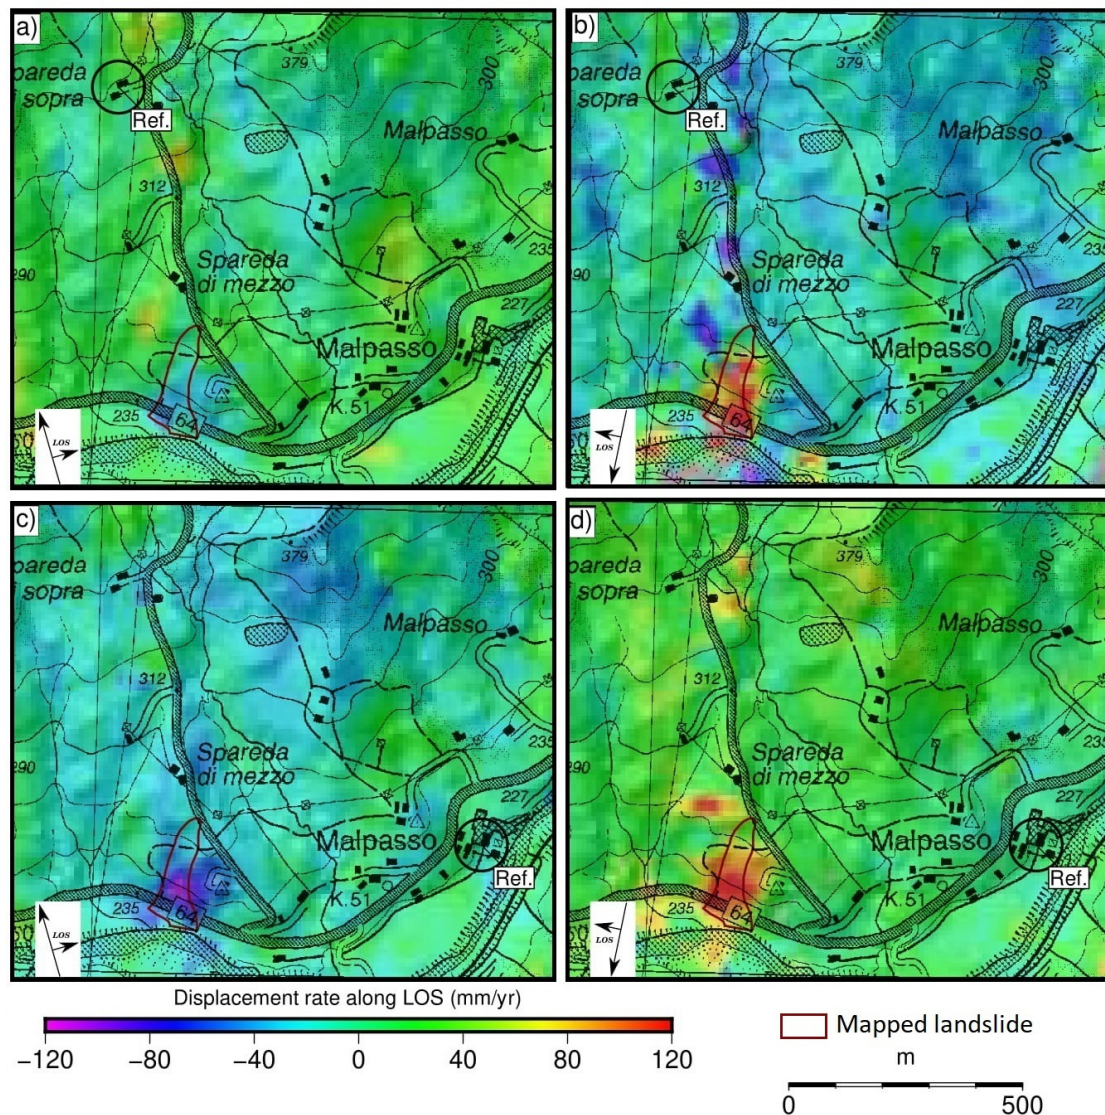 a)
pareda
sopra
Ref.
379
300
Malpasso
312
Spareda
di mezzo
290
235
227
Malpasso
K.51
235
64
50
LOS
b)
pareda
sopra
Ref.
379
300
Malpasso
312
Spareda
di mezzo
290
235
227
Malpasso
K.51
235
64
50
LOS
c)
pareda
sopra
379
300
Malpasso
312
Spareda
di mezzo
290
235
227
Malpasso
Ref.
K.51
235
64
50
LOS
d)
pareda
sopra
379
300
Malpasso
312
Spareda
di mezzo
290
235
227
Malpasso
Ref.
K.51
235
64
50
LOS
Displacement rate along LOS (mm/yr)
−120 −80 −40 0 40 80 120
Mapped landslide
m
0 500